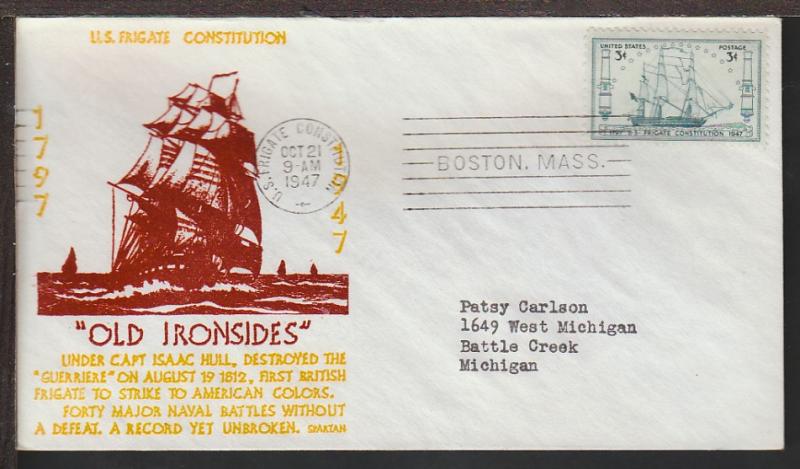 U.S. FRIGATE CONSTITUTION
1797
1947
"OLD IRONSIDES"
UNDER CAPT ISAAC HULL, DESTROYED THE
"GUERRIERE" ON AUGUST 19 1812, FIRST BRITISH
FRIGATE TO STRIKE TO AMERICAN COLORS.
FORTY MAJOR NAVAL BATTLES WITHOUT
A DEFEAT. A RECORD YET UNBROKEN. SPARTAN
U.S. FRIGATE CONSTITUTION
OCT 21
9-AM
1947
BOSTON, MASS.
UNITED STATES POSTAGE
3¢ 3¢
1797 U.S. FRIGATE CONSTITUTION 1947
Patsy Carlson
1649 West Michigan
Battle Creek
Michigan